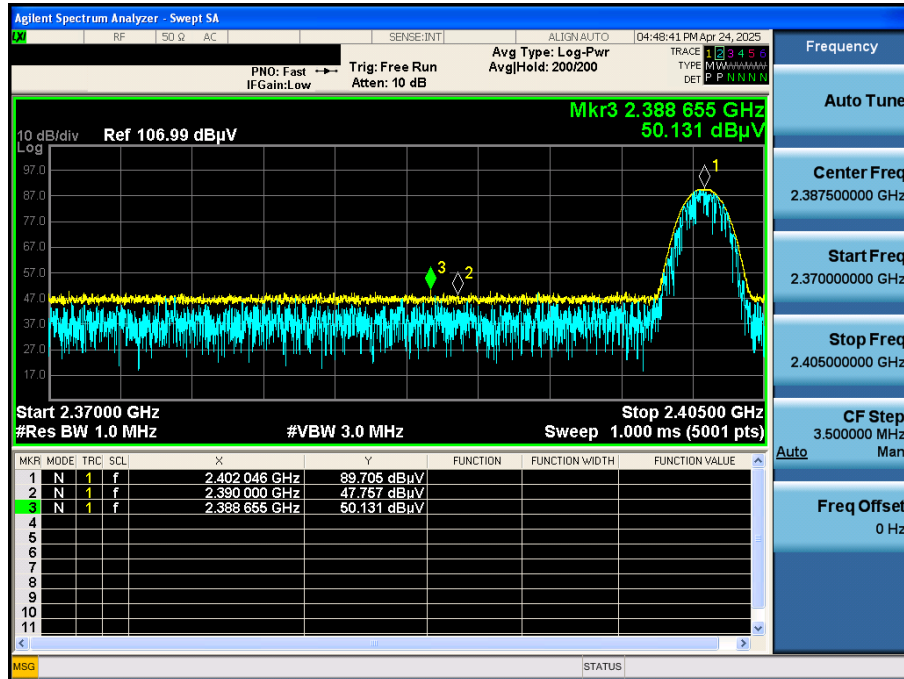 Agilent Spectrum Analyzer - Swept SA
LXI RF 50 Ω AC SENSE:INT ALIGN AUTO 04:48:41 PM Apr 24, 2025
PNO: Fast
IFGain:Low
Trig: Free Run
Atten: 10 dB
Avg Type: Log-Pwr
Avg|Hold: 200/200
TRACE 1 2 3 4 5 6
TYPE M W
DET P P N N N N
Mkr3 2.388 655 GHz
50.131 dBµV
10 dB/div Ref 106.99 dBµV
Log
97.0
87.0
77.0
67.0
57.0
47.0
37.0
27.0
17.0
1
3
2
Start 2.37000 GHz Stop 2.40500 GHz
#Res BW 1.0 MHz #VBW 3.0 MHz Sweep 1.000 ms (5001 pts)
MKR MODE TRC SCL X Y FUNCTION FUNCTION WIDTH FUNCTION VALUE
1 N 1 f 2.402 046 GHz 89.705 dBµV
2 N 1 f 2.390 000 GHz 47.757 dBµV
3 N 1 f 2.388 655 GHz 50.131 dBµV
4
5
6
7
8
9
10
11
MSG STATUS
Frequency
Auto Tune
Center Freq
2.387500000 GHz
Start Freq
2.370000000 GHz
Stop Freq
2.405000000 GHz
CF Step
3.500000 MHz
Auto Man
Freq Offset
0 Hz